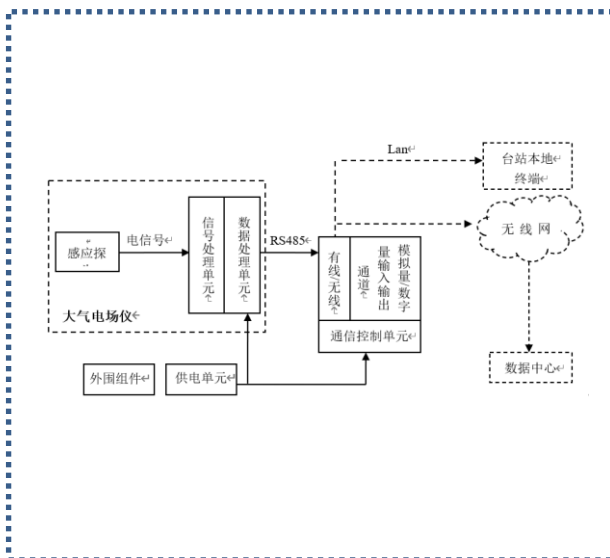 Lan
台站本地
终端
无线网
数据中心
感应探
电信号
信号处理单元
数据处理单元
RS485
有线/无线
模拟量/数字
量输入输出
通道
通信控制单元
大气电场仪
外围组件
供电单元